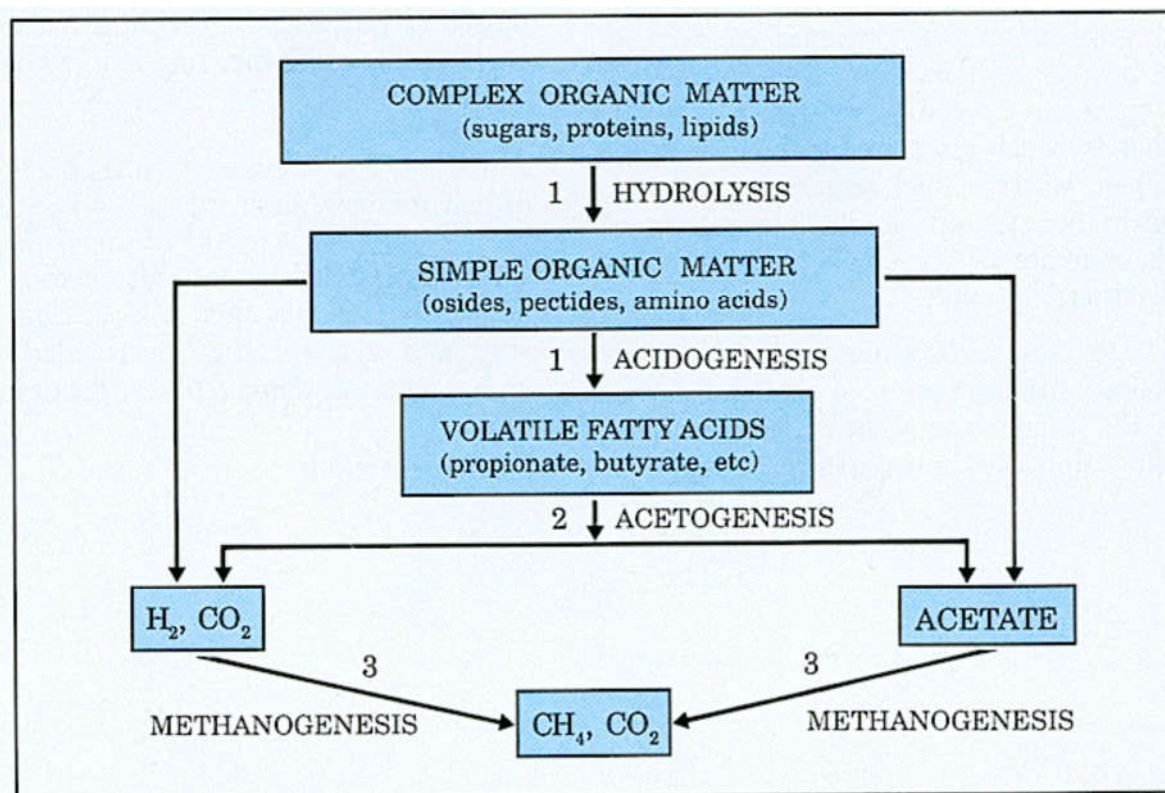 COMPLEX ORGANIC MATTER
(sugars, proteins, lipids)
1 HYDROLYSIS
SIMPLE ORGANIC MATTER
(osides, pectides, amino acids)
1 ACIDOGENESIS
VOLATILE FATTY ACIDS
(propionate, butyrate, etc)
2 ACETOGENESIS
H₂, CO₂
ACETATE
3
3
METHANOGENESIS
METHANOGENESIS
CH₄, CO₂